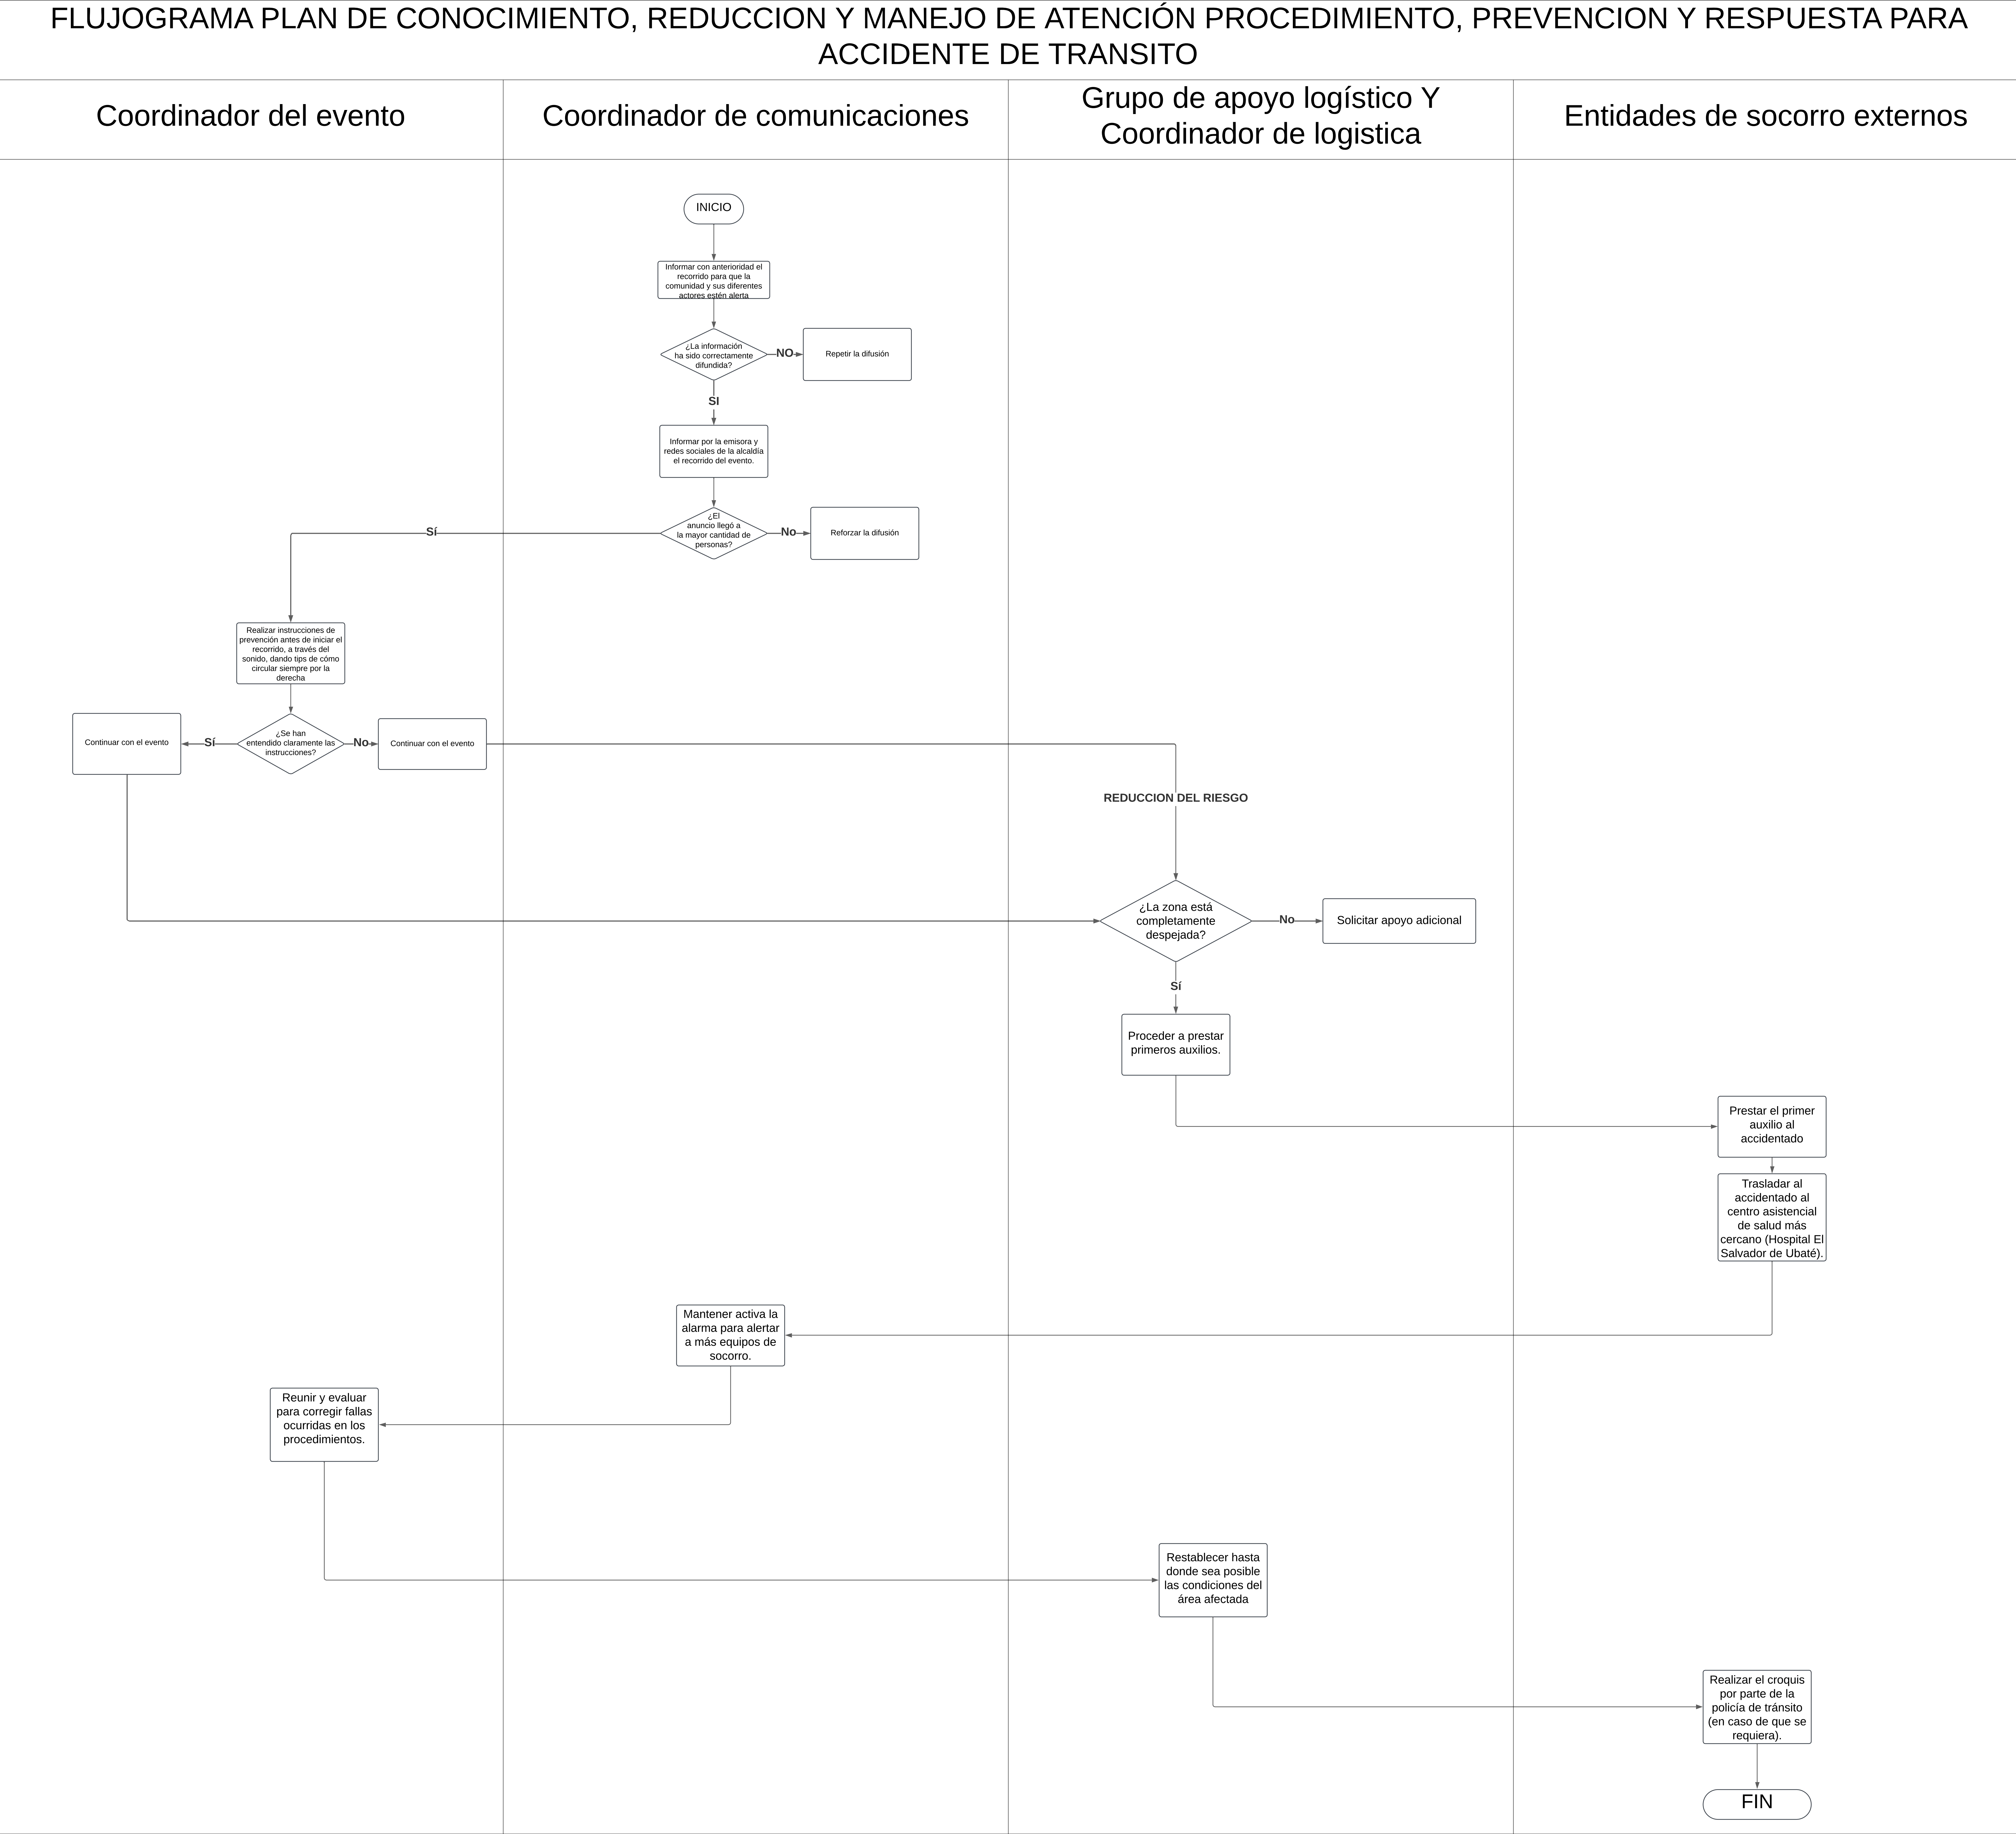 FLUJOGRAMA PLAN DE CONOCIMIENTO, REDUCCION Y MANEJO DE ATENCIÓN PROCEDIMIENTO, PREVENCION Y RESPUESTA PARA
ACCIDENTE DE TRANSITO
Coordinador del evento
Coordinador de comunicaciones
Grupo de apoyo logístico Y
Coordinador de logistica
Entidades de socorro externos
INICIO
Informar con anterioridad el
recorrido para que la
comunidad y sus diferentes
actores estén alerta
¿La información
ha sido correctamente
difundida?
NO
Repetir la difusión
SI
Informar por la emisora y
redes sociales de la alcaldía
el recorrido del evento.
¿El
anuncio llegó a
la mayor cantidad de
personas?
No
Reforzar la difusión
Sí
Realizar instrucciones de
prevención antes de iniciar el
recorrido, a través del
sonido, dando tips de cómo
circular siempre por la
derecha
¿Se han
entendido claramente las
instrucciones?
Sí
Continuar con el evento
No
Continuar con el evento
REDUCCION DEL RIESGO
¿La zona está
completamente
despejada?
No
Solicitar apoyo adicional
Sí
Proceder a prestar
primeros auxilios.
Prestar el primer
auxilio al
accidentado
Trasladar al
accidentado al
centro asistencial
de salud más
cercano (Hospital El
Salvador de Ubaté).
Mantener activa la
alarma para alertar
a más equipos de
socorro.
Reunir y evaluar
para corregir fallas
ocurridas en los
procedimientos.
Restablecer hasta
donde sea posible
las condiciones del
área afectada
Realizar el croquis
por parte de la
policía de tránsito
(en caso de que se
requiera).
FIN